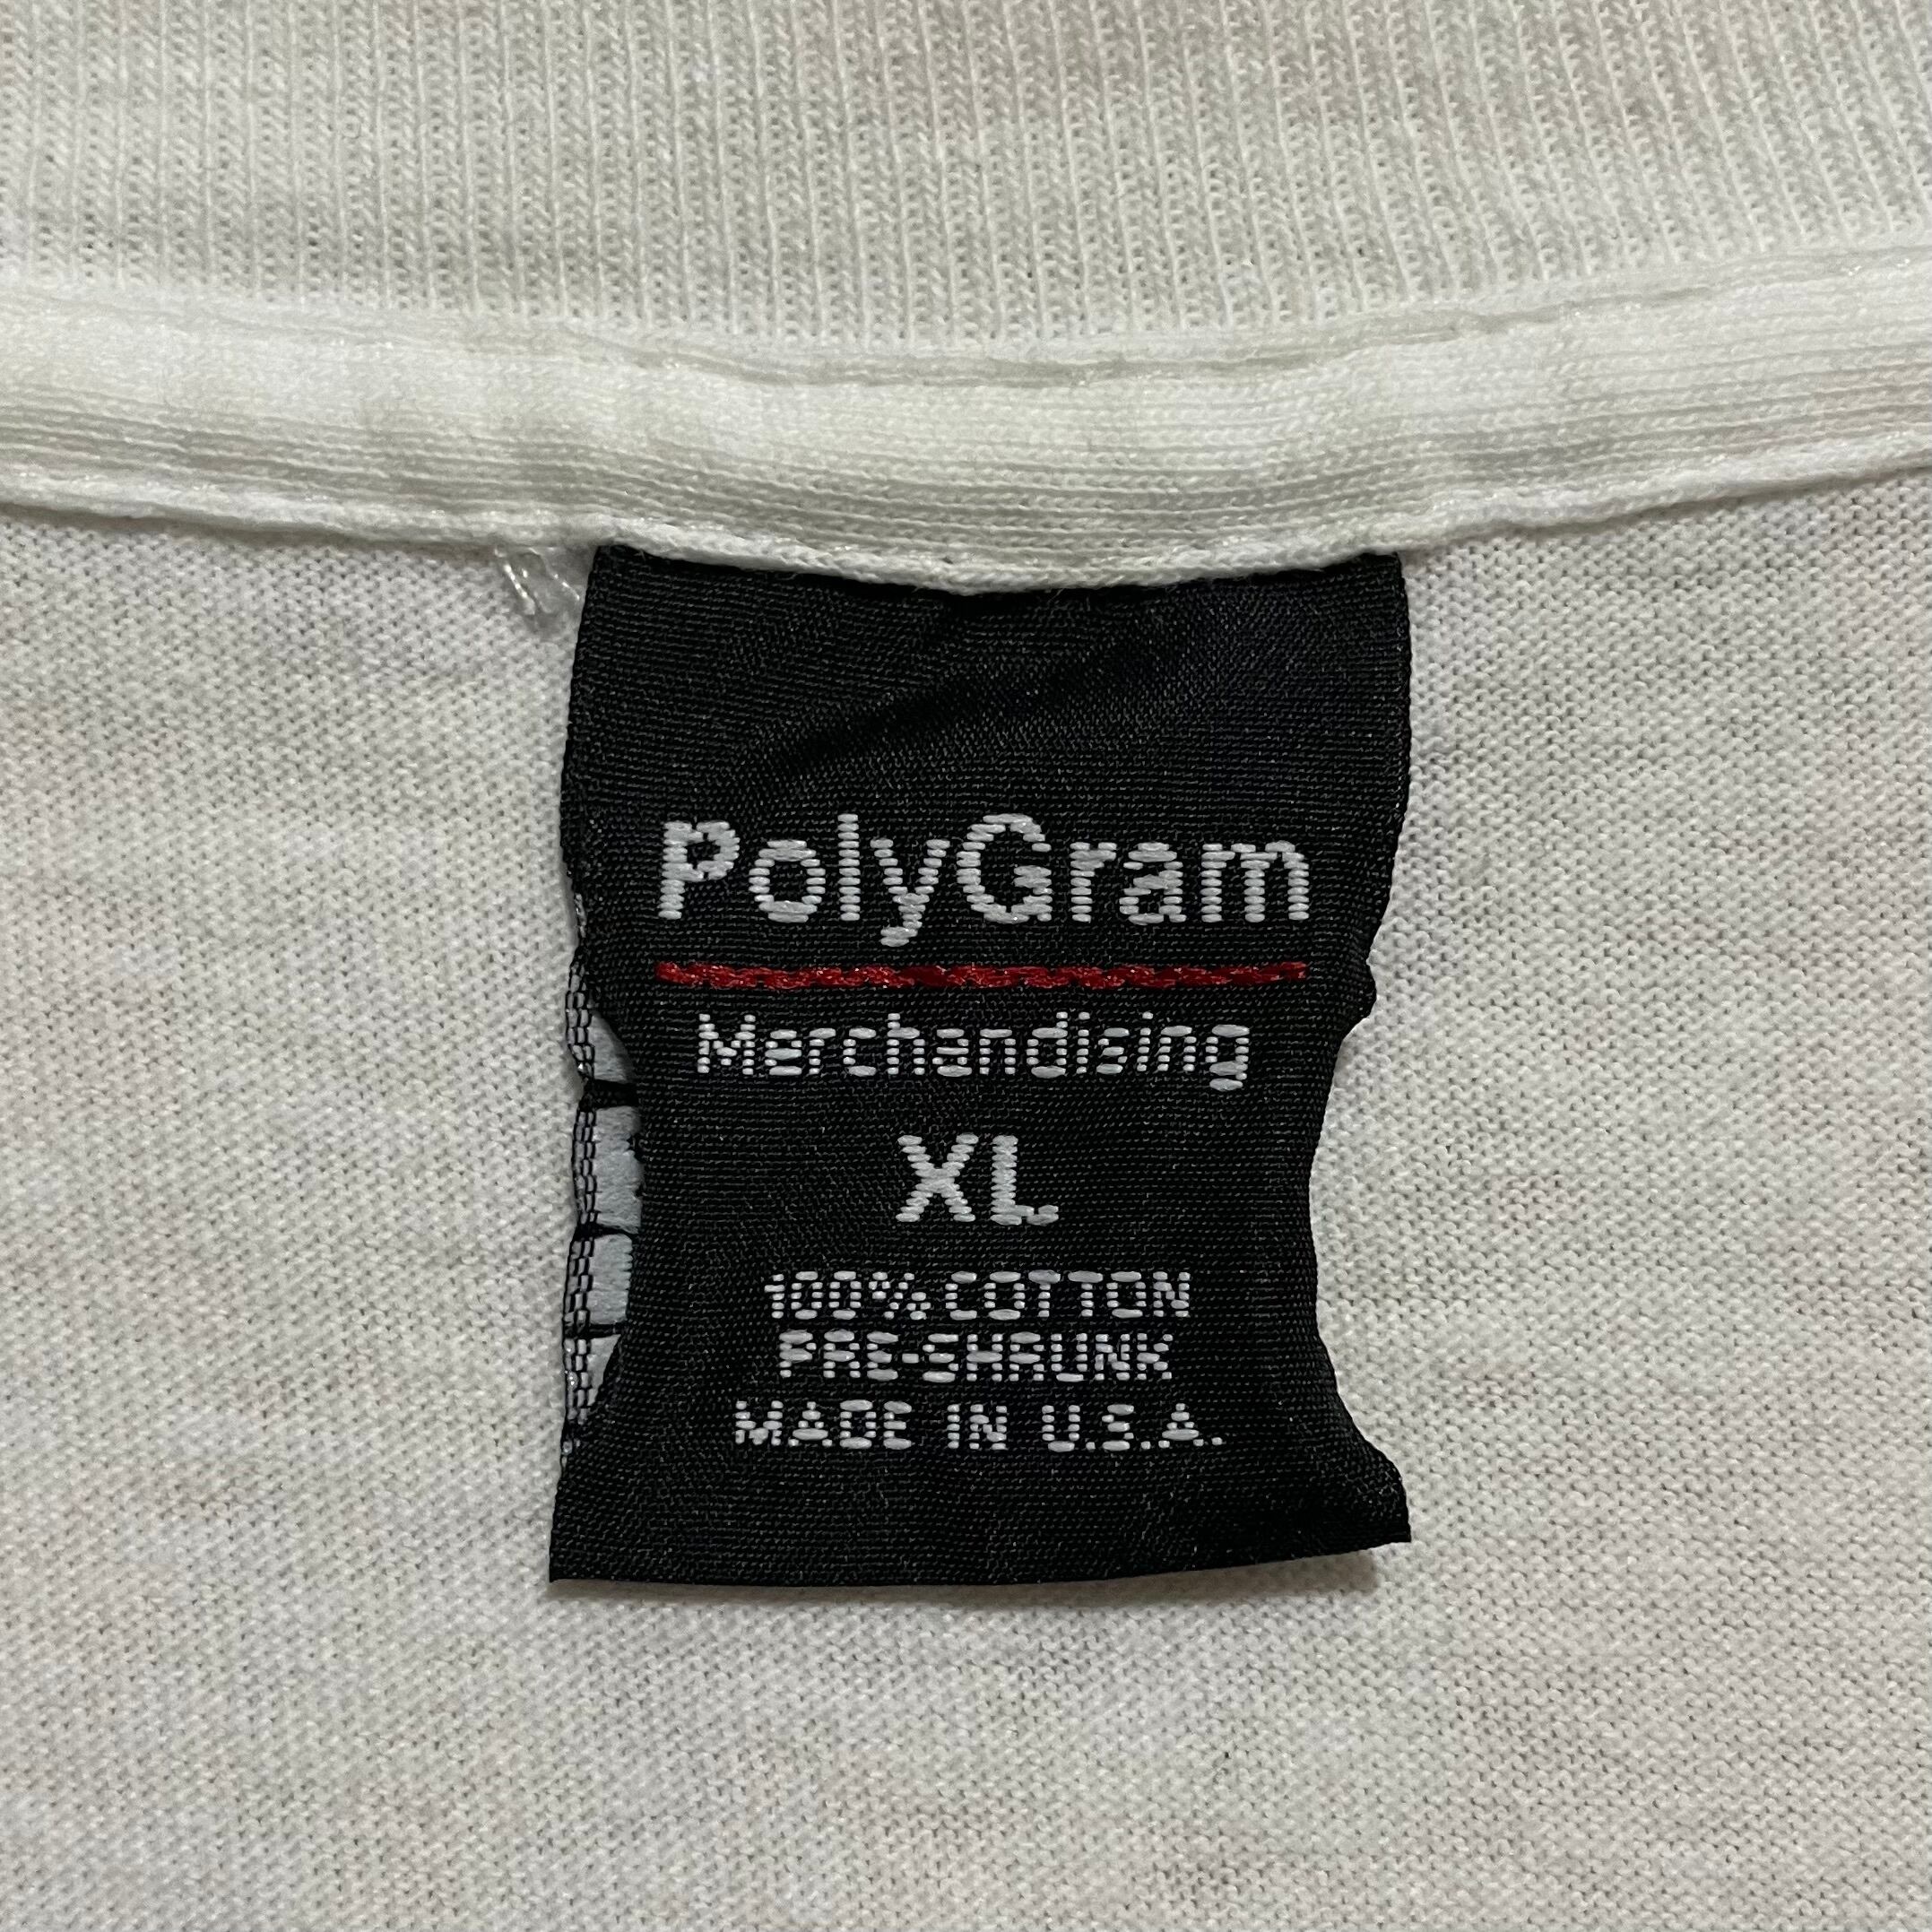 PolyGram
Merchandising
XL
100% COTTON
PRE-SHRUNK
MADE IN U.S.A.